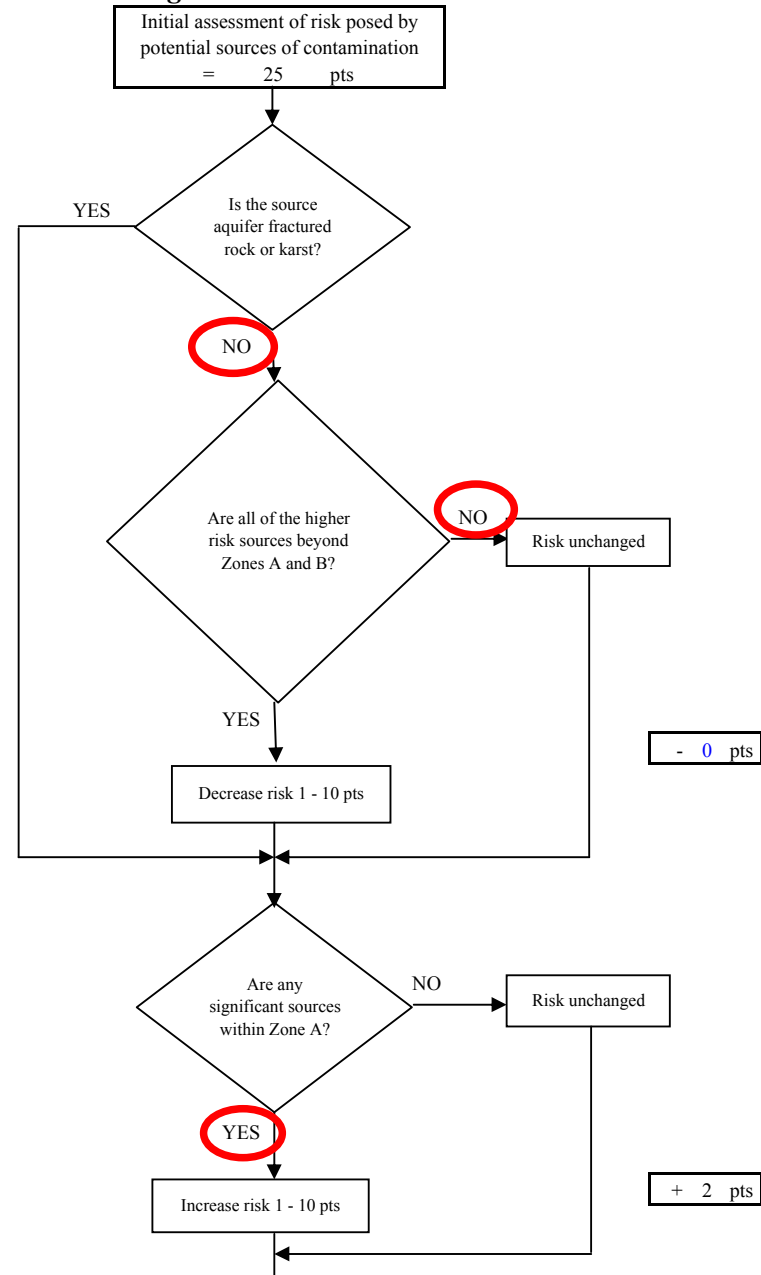 Initial assessment of risk posed by
potential sources of contamination
= 25 pts
Is the source
aquifer fractured
rock or karst?
YES
NO
Are all of the higher
risk sources beyond
Zones A and B?
NO
Risk unchanged
YES
- 0 pts
Decrease risk 1 - 10 pts
Are any
significant sources
within Zone A?
NO
Risk unchanged
YES
+ 2 pts
Increase risk 1 - 10 pts